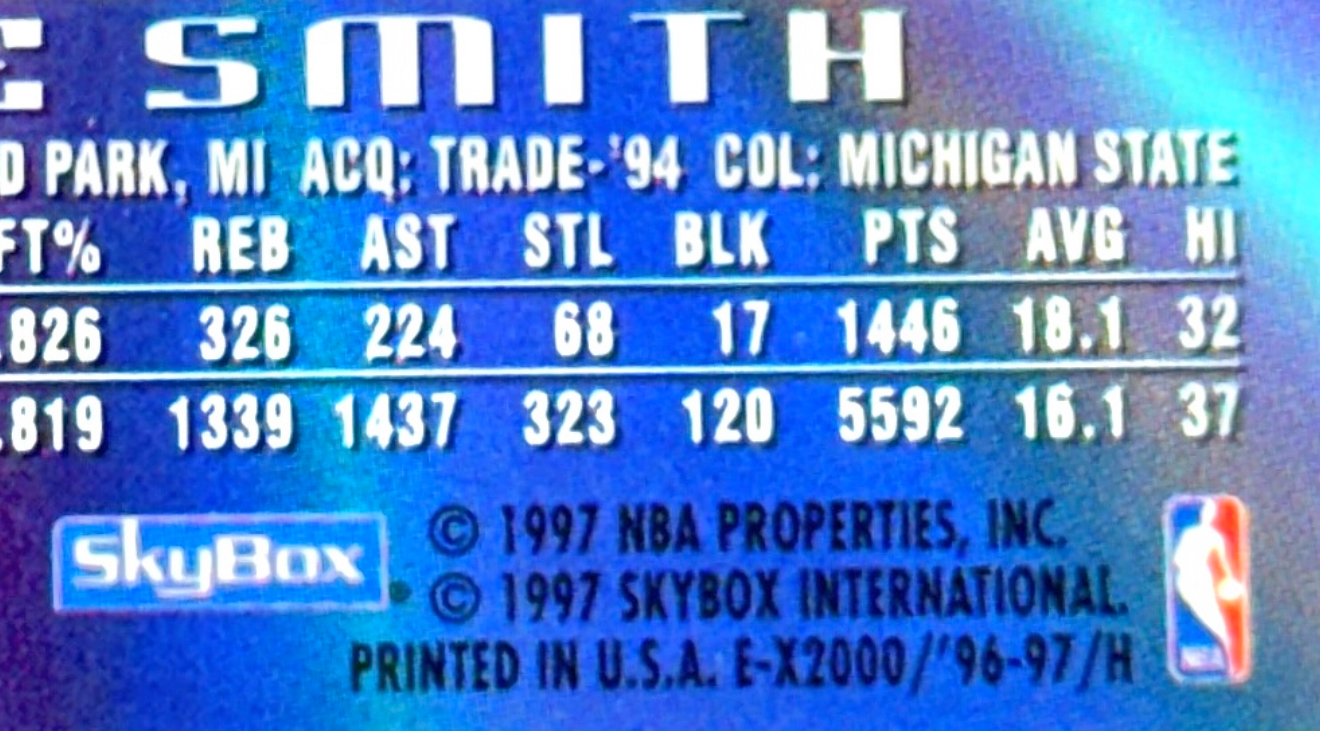 E SMITH
D PARK, MI ACQ: TRADE-'94 COL: MICHIGAN STATE
FT% REB AST STL BLK PTS AVG HI
.826 326 224 68 17 1446 18.1 32
.819 1339 1437 323 120 5592 16.1 37
SkyBox
© 1997 NBA PROPERTIES, INC.
© 1997 SKYBOX INTERNATIONAL.
PRINTED IN U.S.A. E-X2000/"96-97/H